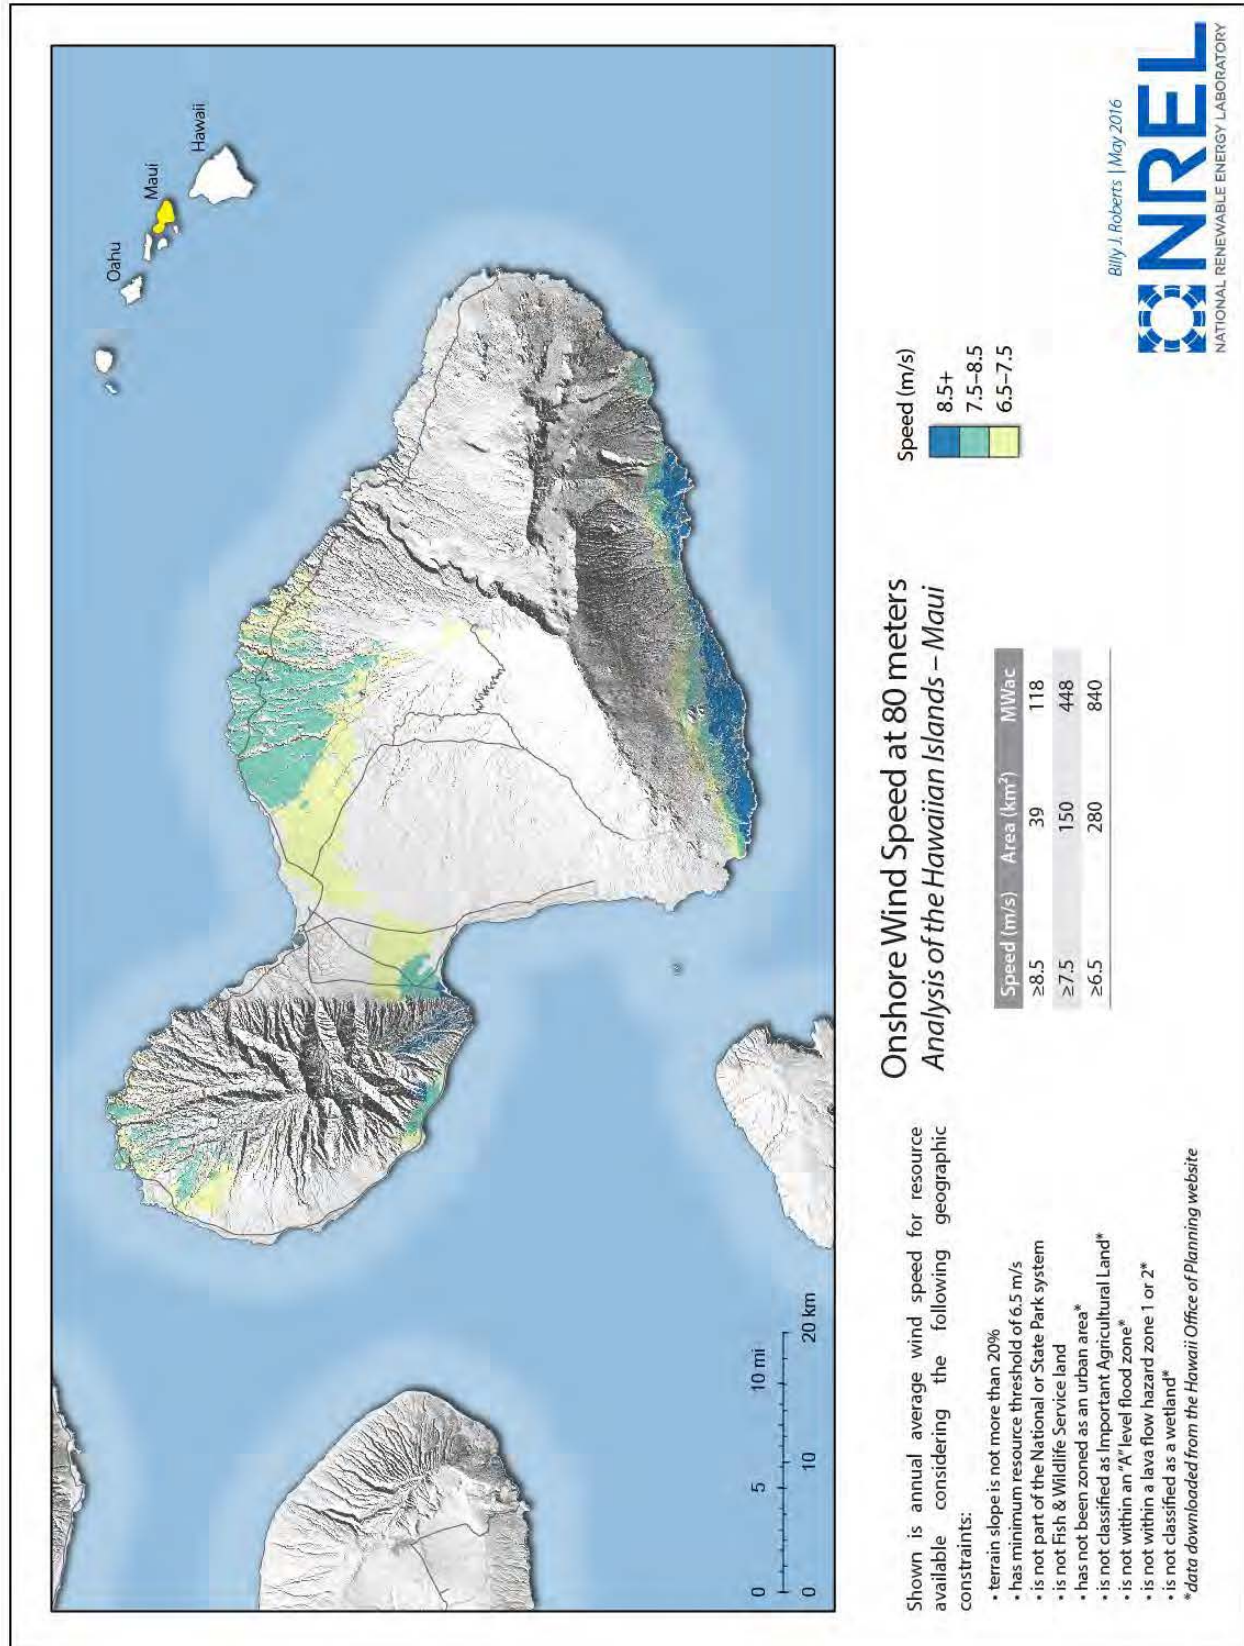 Oahu
Maui
Hawaii
0 5 10 mi
0 10 20 km
Shown is annual average wind speed for resource
available considering the following geographic
constraints:
• terrain slope is not more than 20%
• has minimum resource threshold of 6.5 m/s
• is not part of the National or State Park system
• is not Fish & Wildlife Service land
• has not been zoned as an urban area*
• is not classified as Important Agricultural Land*
• is not within an "A" level flood zone*
• is not within a lava flow hazard zone 1 or 2*
• is not classified as a wetland*
*data downloaded from the Hawaii Office of Planning website
Onshore Wind Speed at 80 meters
Analysis of the Hawaiian Islands – Maui
Speed (m/s) Area (km²) MWac
≥8.5 39 118
≥7.5 150 448
≥6.5 280 840
Speed (m/s)
8.5+
7.5–8.5
6.5–7.5
Billy J. Roberts | May 2016
NREL
NATIONAL RENEWABLE ENERGY LABORATORY